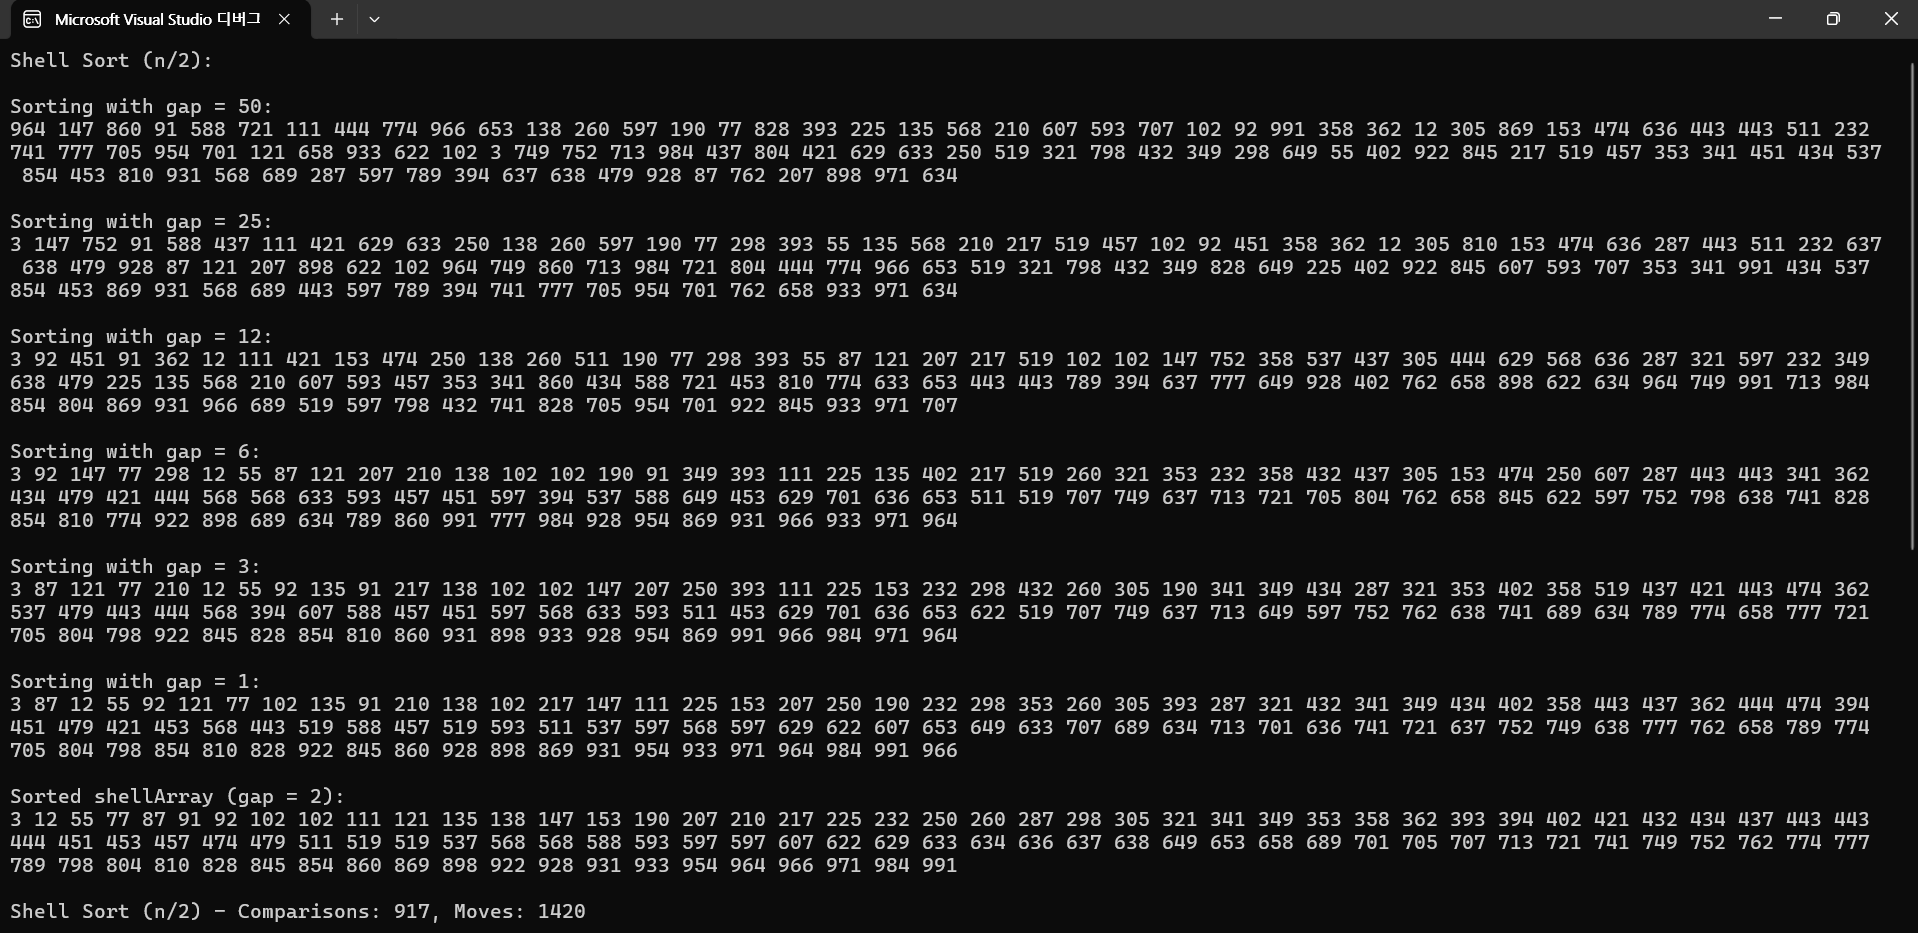 Microsoft Visual Studio 디버그
Shell Sort (n/2):
Sorting with gap = 50:
964 147 860 91 588 721 111 444 774 966 653 138 260 597 190 77 828 393 225 135 568 210 607 593 707 102 92 991 358 362 12 305 869 153 474 636 443 443 511 232
741 777 705 954 701 121 658 933 622 102 3 749 752 713 984 437 804 421 629 633 250 519 321 798 432 349 298 649 55 402 922 845 217 519 457 353 341 451 434 537
854 453 810 931 568 689 287 597 789 394 637 638 479 928 87 762 207 898 971 634
Sorting with gap = 25:
3 147 752 91 588 437 111 421 629 633 250 138 260 597 190 77 298 393 55 135 568 210 217 519 457 102 92 451 358 362 12 305 810 153 474 636 287 443 511 232 637
638 479 928 87 121 207 898 622 102 964 749 860 713 984 721 804 444 774 966 653 519 321 798 432 349 828 649 225 402 922 845 607 593 707 353 341 991 434 537
854 453 869 931 568 689 443 597 789 394 741 777 705 954 701 762 658 933 971 634
Sorting with gap = 12:
3 92 451 91 362 12 111 421 153 474 250 138 260 511 190 77 298 393 55 87 121 207 217 519 102 102 147 752 358 537 437 305 444 629 568 636 287 321 597 232 349
638 479 225 135 568 210 607 593 457 353 341 860 434 588 721 453 810 774 633 653 443 443 789 394 637 777 649 928 402 762 658 898 622 634 964 749 991 713 984
854 804 869 931 966 689 519 597 798 432 741 828 705 954 701 922 845 933 971 707
Sorting with gap = 6:
3 92 147 77 298 12 55 87 121 207 210 138 102 102 190 91 349 393 111 225 135 402 217 519 260 321 353 232 358 432 437 305 153 474 250 607 287 443 443 341 362
434 479 421 444 568 568 633 593 457 451 597 394 537 588 649 453 629 701 636 653 511 519 707 749 637 713 721 705 804 762 658 845 622 597 752 798 638 741 828
854 810 774 922 898 689 634 789 860 991 777 984 928 954 869 931 966 933 971 964
Sorting with gap = 3:
3 87 121 77 210 12 55 92 135 91 217 138 102 102 147 207 250 393 111 225 153 232 298 432 260 305 190 341 349 434 287 321 353 402 358 519 437 421 443 474 362
537 479 443 444 568 394 607 588 457 451 597 568 633 593 511 453 629 701 636 653 622 519 707 749 637 713 649 597 752 762 638 741 689 634 789 774 658 777 721
705 804 798 922 845 828 854 810 860 931 898 933 928 954 869 991 966 984 971 964
Sorting with gap = 1:
3 87 12 55 92 121 77 102 135 91 210 138 102 217 147 111 225 153 207 250 190 232 298 353 260 305 393 287 321 432 341 349 434 402 358 443 437 362 444 474 394
451 479 421 453 568 443 519 588 457 519 593 511 537 597 568 597 629 622 607 653 649 633 707 689 634 713 701 636 741 721 637 752 749 638 777 762 658 789 774
705 804 798 854 810 828 922 845 860 928 898 869 931 954 933 971 964 984 991 966
Sorted shellArray (gap = 2):
3 12 55 77 87 91 92 102 102 111 121 135 138 147 153 190 207 210 217 225 232 250 260 287 298 305 321 341 349 353 358 362 393 394 402 421 432 434 437 443 443
444 451 453 457 474 479 511 519 519 537 568 568 588 593 597 597 607 622 629 633 634 636 637 638 649 653 658 689 701 705 707 713 721 741 749 752 762 774 777
789 798 804 810 828 845 854 860 869 898 922 928 931 933 954 964 966 971 984 991
Shell Sort (n/2) - Comparisons: 917, Moves: 1420